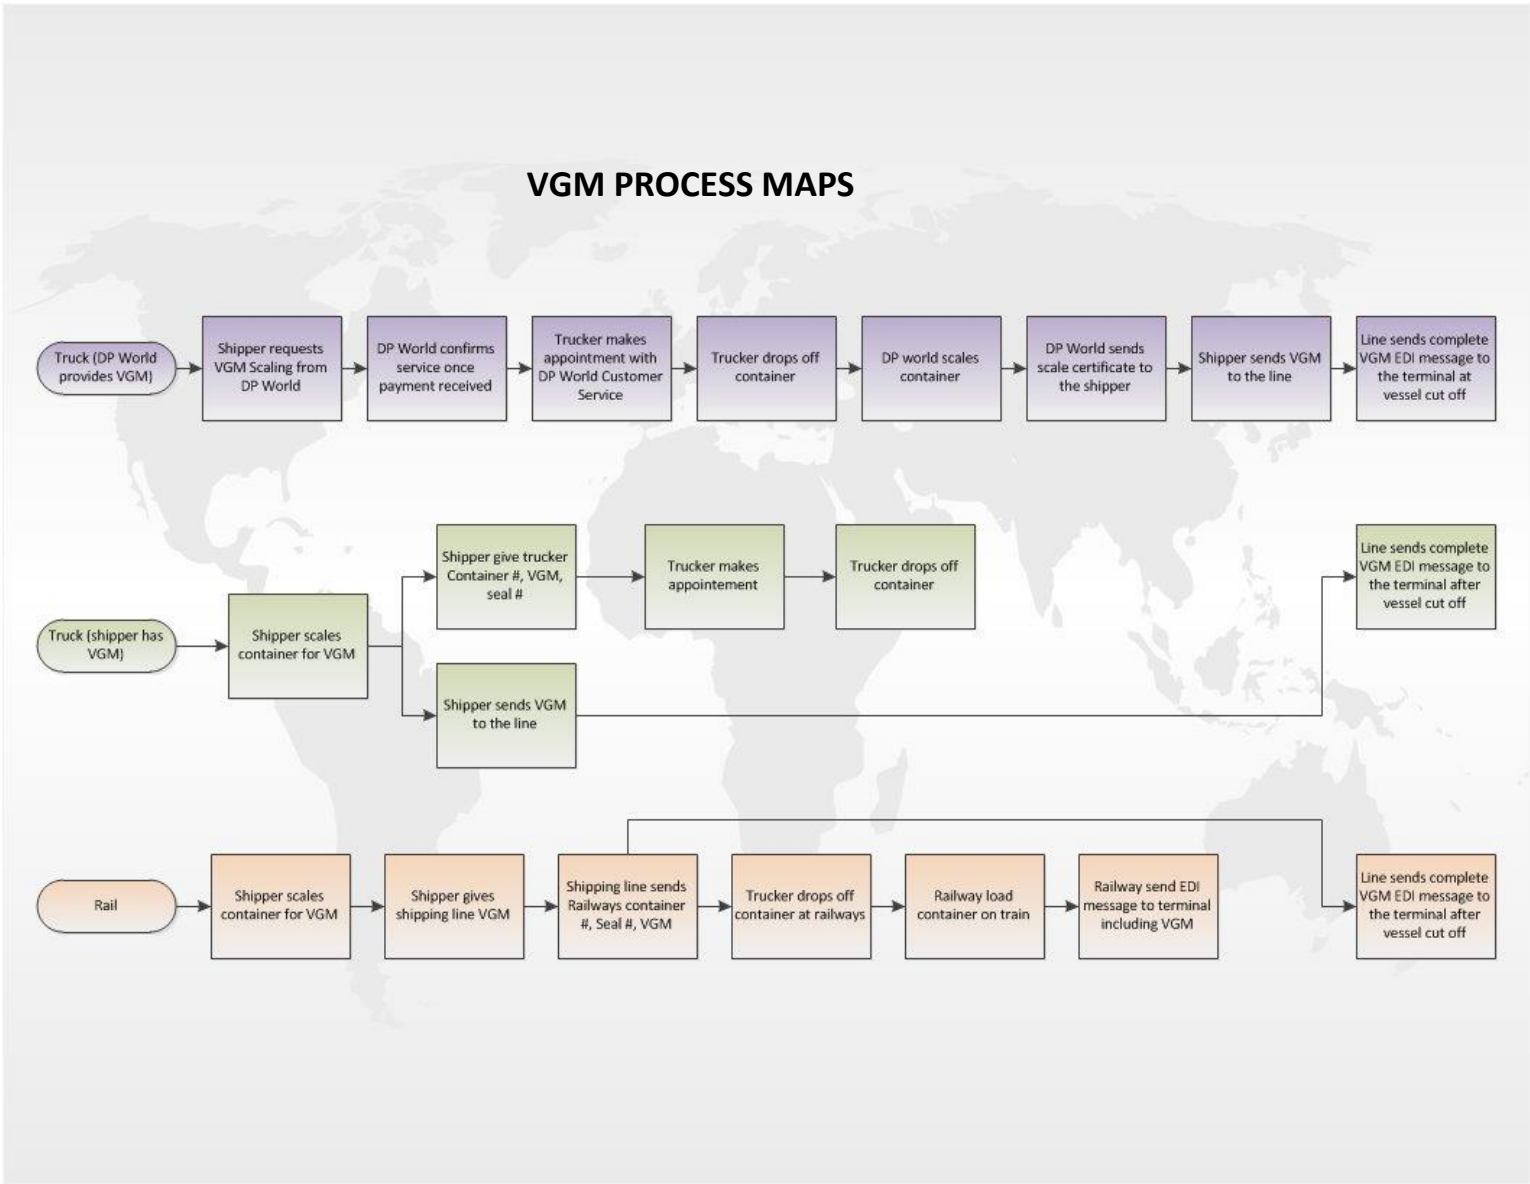 VGM PROCESS MAPS
Truck (DP World
provides VGM)
Shipper requests
VGM Scaling from
DP World
DP World confirms
service once
payment received
Trucker makes
appointment with
DP World Customer
Service
Trucker drops off
container
DP world scales
container
DP World sends
scale certificate to
the shipper
Shipper sends VGM
to the line
Line sends complete
VGM EDI message to
the terminal at
vessel cut off
Truck (shipper has
VGM)
Shipper scales
container for VGM
Shipper give trucker
Container #, VGM,
seal #
Trucker makes
appointement
Trucker drops off
container
Shipper sends VGM
to the line
Line sends complete
VGM EDI message to
the terminal after
vessel cut off
Rail
Shipper scales
container for VGM
Shipper gives
shipping line VGM
Shipping line sends
Railways container
#, Seal #, VGM
Trucker drops off
container at railways
Railway load
container on train
Railway send EDI
message to terminal
including VGM
Line sends complete
VGM EDI message to
the terminal after
vessel cut off